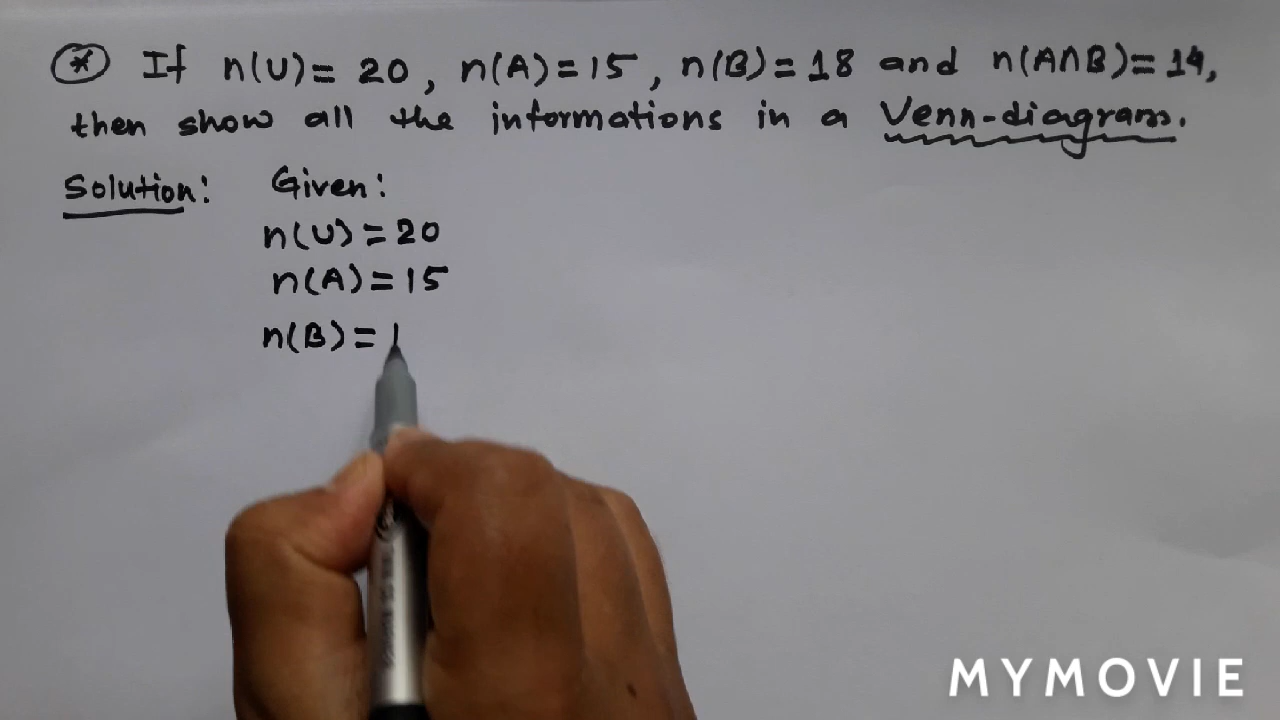 * If n(U) = 20, n(A) = 15, n(B) = 18 and n(A∩B) = 14,
then show all the informations in a Venn-diagram.
Solution: Given:
n(U) = 20
n(A) = 15
n(B) = 1
MYMOVIE